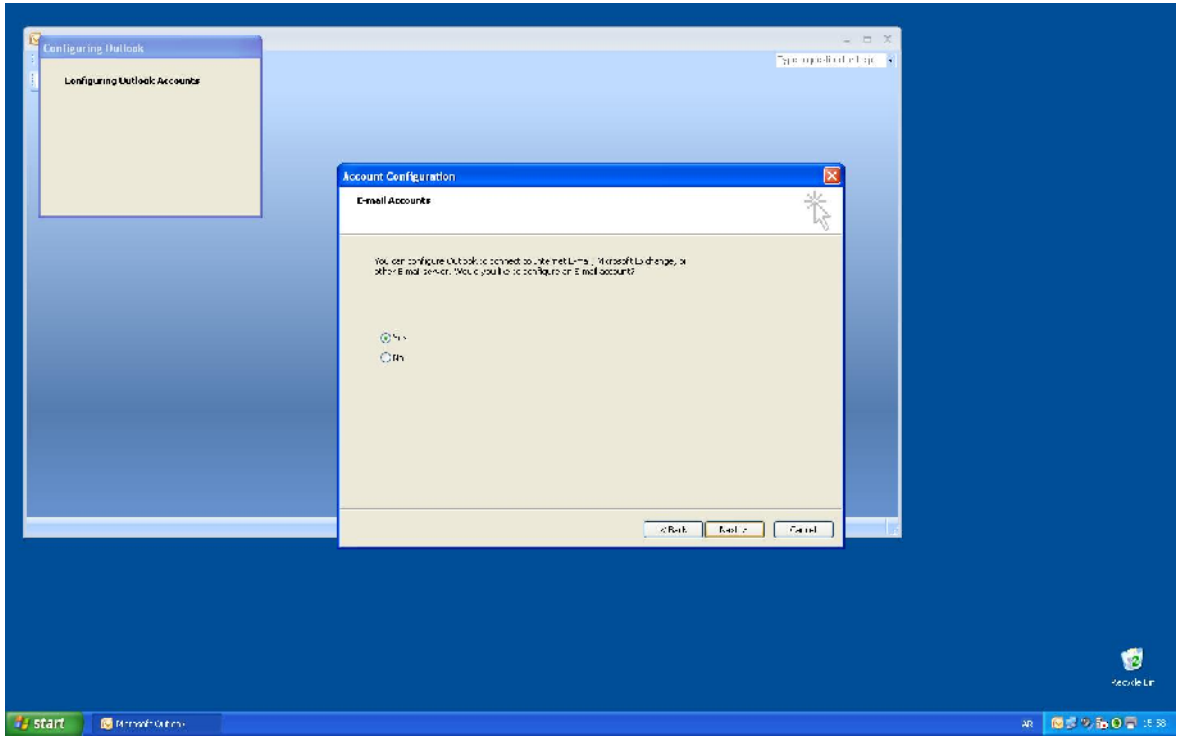 Configuring Outlook
Configuring Outlook Accounts
Account Configuration
E-mail Accounts
You can configure Outlook to connect to Internet E-mail, Microsoft Exchange, or
other E-mail server. Would you like to configure an E-mail account?
Yes
No
< Back
Next >
Cancel
Recycle Bin
start
Microsoft Outlook
AR